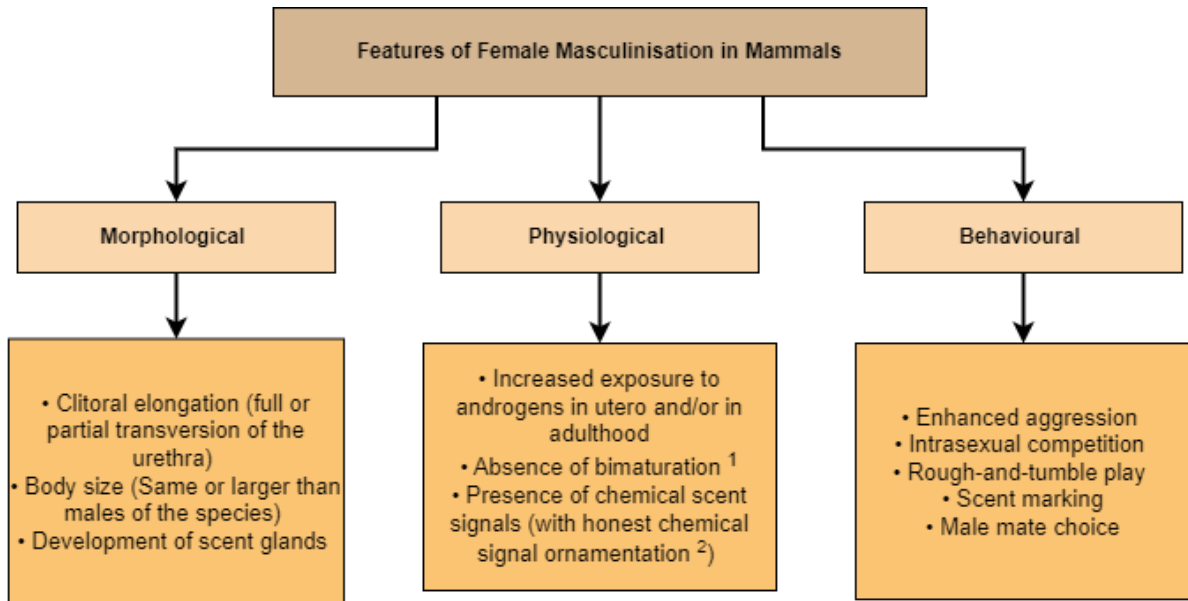 Features of Female Masculinisation in Mammals
Morphological
Physiological
Behavioural
• Clitoral elongation (full or
partial transversion of the
urethra)
• Body size (Same or larger than
males of the species)
• Development of scent glands
• Increased exposure to
androgens in utero and/or in
adulthood
• Absence of bimaturation ¹
• Presence of chemical scent
signals (with honest chemical
signal ornamentation ²)
• Enhanced aggression
• Intrasexual competition
• Rough-and-tumble play
• Scent marking
• Male mate choice